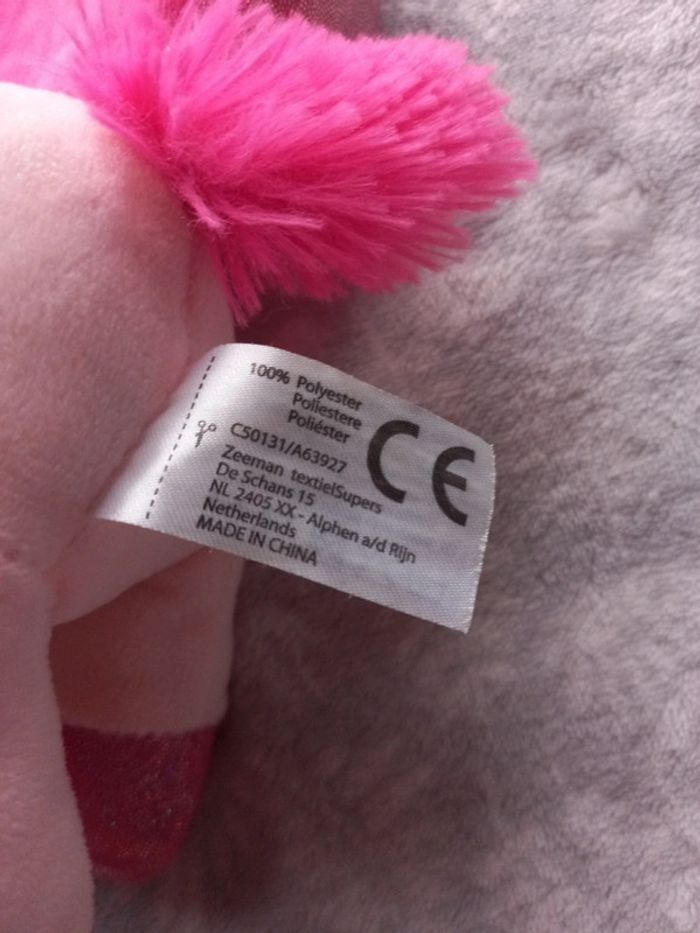 100% Polyester
Poliestere
Poliéster
C50131/A63927
Zeeman textielSupers
De Schans 15
NL 2405 XX - Alphen a/d Rijn
Netherlands
MADE IN CHINA
CE